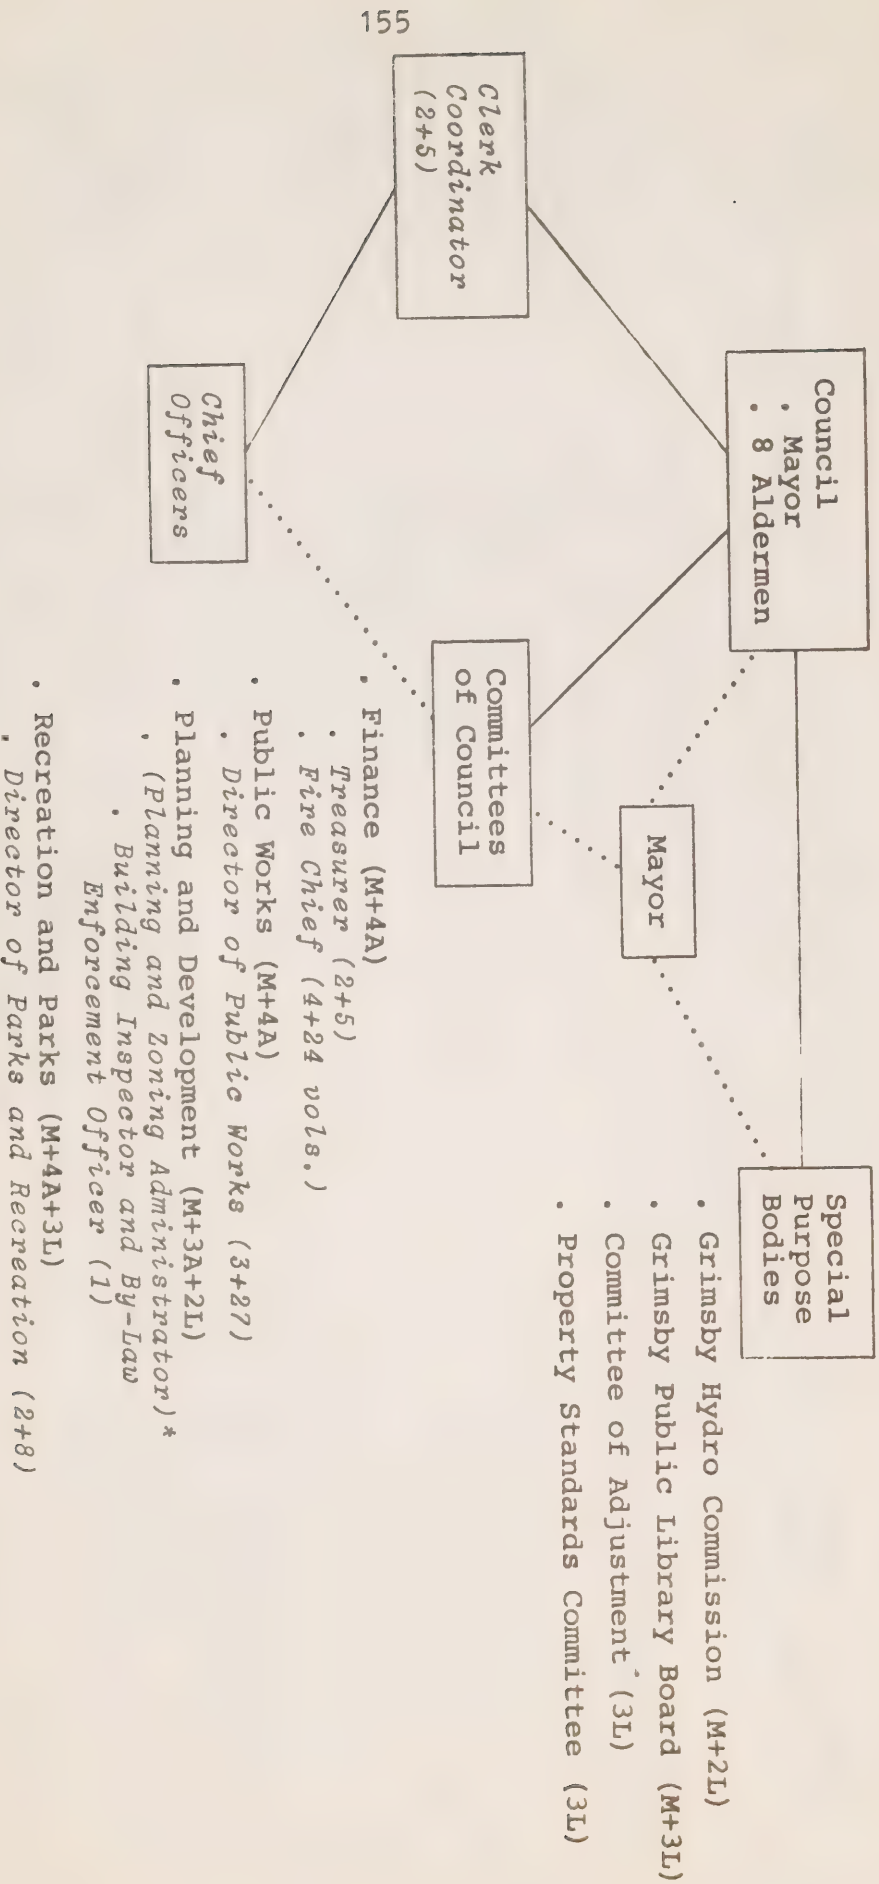 155
Council
. Mayor
. 8 Aldermen
Clerk
Coordinator
(2+5)
Chief
Officers
Committees
of Council
Mayor
Special
Purpose
Bodies
. Grimsby Hydro Commission (M+2L)
. Grimsby Public Library Board (M+3L)
. Committee of Adjustment (3L)
. Property Standards Committee (3L)
. Finance (M+4A)
. Treasurer (2+5)
. Fire Chief (4+24 vols.)
. Public Works (M+4A)
. Director of Public Works (3+27)
. Planning and Development (M+3A+2L)
. (Planning and Zoning Administrator)*
. Building Inspector and By-Law
Enforcement Officer (1)
. Recreation and Parks (M+4A+3L)
. Director of Parks and Recreation (2+8)